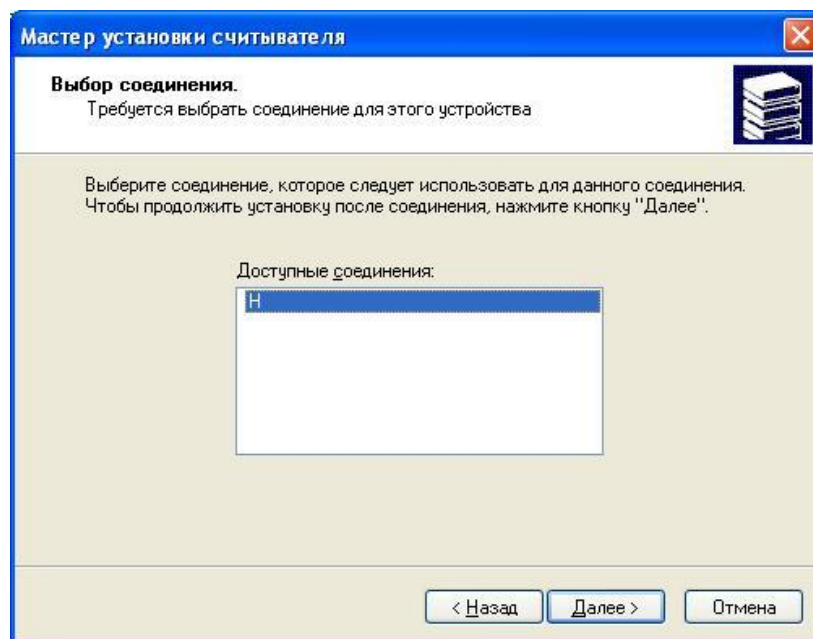 Мастер установки считывателя
Выбор соединения.
Требуется выбрать соединение для этого устройства
Выберите соединение, которое следует использовать для данного соединения.
Чтобы продолжить установку после соединения, нажмите кнопку "Далее".
Доступные соединения:
H
< Назад Далее > Отмена